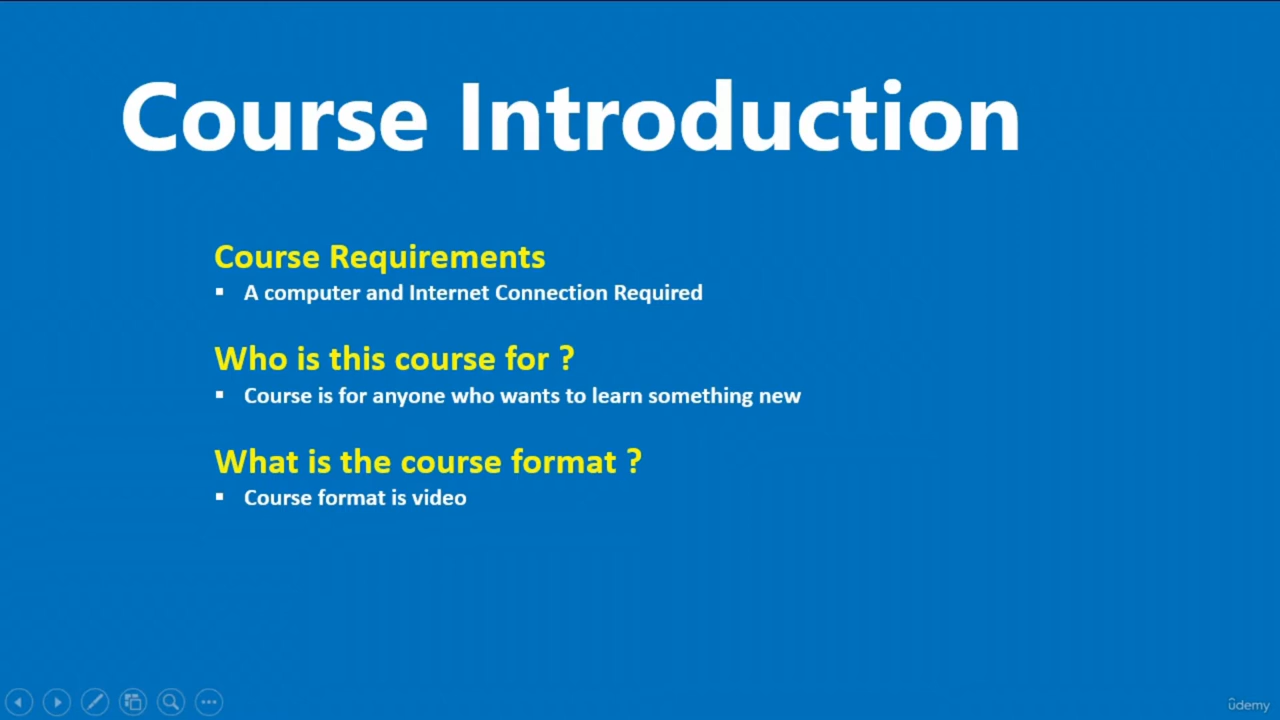 Course Introduction
Course Requirements
▪ A computer and Internet Connection Required
Who is this course for ?
▪ Course is for anyone who wants to learn something new
What is the course format ?
▪ Course format is video
ûdemy